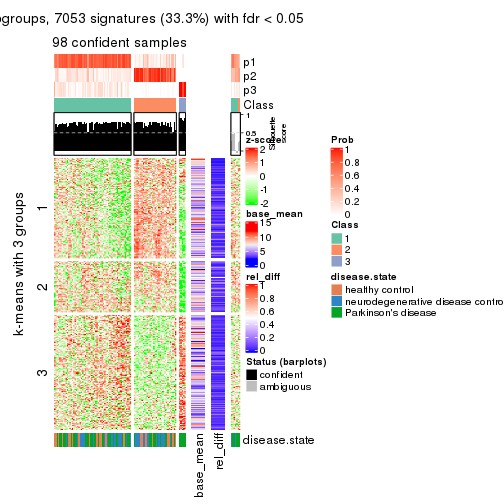 ogroups, 7053 signatures (33.3%) with fdr < 0.05
98 confident samples
p1
p2
p3
Class
1
0.5
0
Silhouette
score
z-score
2
1
0
-1
-2
base_mean
15
10
5
0
rel_diff
1
0.8
0.6
0.4
0.2
0
Status (barplots)
confident
ambiguous
Prob
1
0.8
0.6
0.4
0.2
0
Class
1
2
3
disease.state
healthy control
neurodegenerative disease contro
Parkinson's disease
k-means with 3 groups
1
2
3
disease.state
base_mean
rel_diff